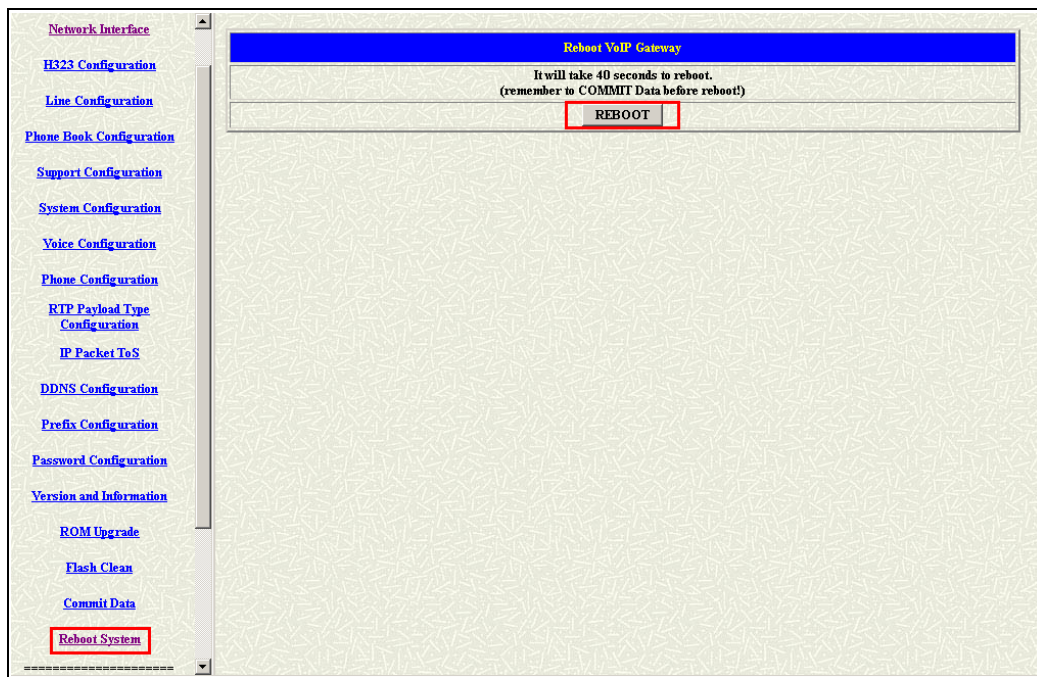 Network Interface
H323 Configuration
Line Configuration
Phone Book Configuration
Support Configuration
System Configuration
Voice Configuration
Phone Configuration
RTP Payload Type
Configuration
IP Packet ToS
DDNS Configuration
Prefix Configuration
Password Configuration
Version and Information
ROM Upgrade
Flash Clean
Commit Data
Reboot System
=====================
Reboot VoIP Gateway
It will take 40 seconds to reboot.
(remember to COMMIT Data before reboot!)
REBOOT